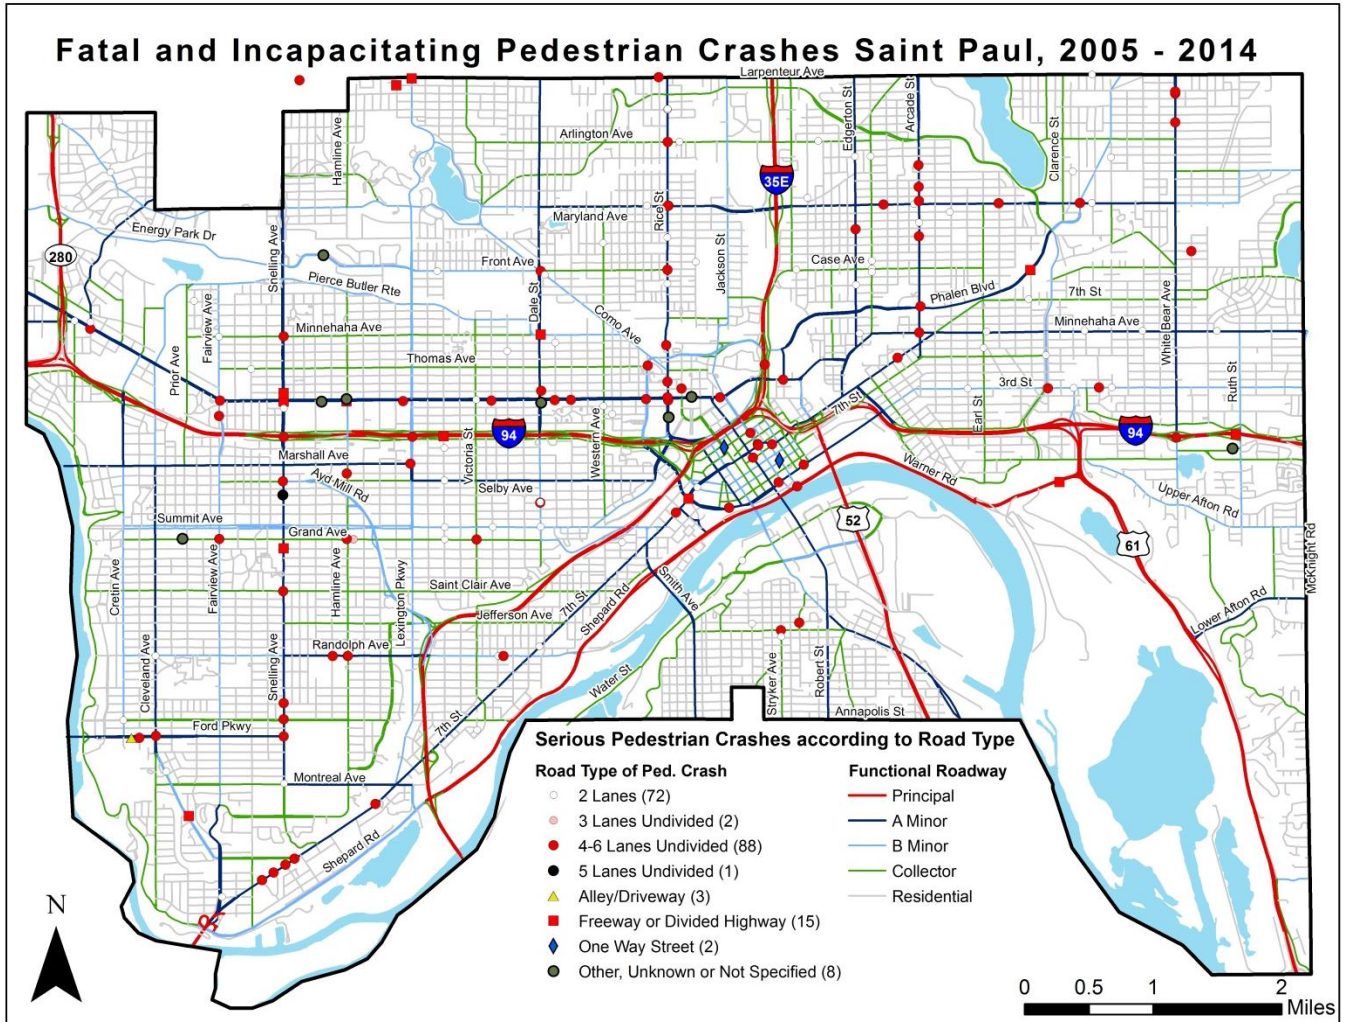 Fatal and Incapacitating Pedestrian Crashes Saint Paul, 2005 - 2014
Larpenteur Ave
Arlington Ave
Edgerton St
Arcade St
Clarence St
Hamline Ave
35E
Maryland Ave
Rice St
Energy Park Dr
280
Snelling Ave
Front Ave
Jackson St
Case Ave
Pierce Butler Rte
Dale St
Phalen Blvd
7th St
Fairview Ave
Minnehaha Ave
Como Ave
Minnehaha Ave
White Bear Ave
Prior Ave
Thomas Ave
3rd St
Ruth St
7th St
Earl St
94
94
Victoria St
Western Ave
Marshall Ave
Ayd Mill Rd
Selby Ave
Warner Rd
Upper Afton Rd
Summit Ave
Grand Ave
52
61
McKnight Rd
Cretin Ave
Fairview Ave
Hamline Ave
Lexington Pkwy
Saint Clair Ave
Smith Ave
7th St
Shepard Rd
Jefferson Ave
Lower Afton Rd
Randolph Ave
Cleveland Ave
Snelling Ave
Water St
Stryker Ave
Robert St
Ford Pkwy
7th St
Annapolis St
Montreal Ave
Shepard Rd
Serious Pedestrian Crashes according to Road Type
Road Type of Ped. Crash
2 Lanes (72)
3 Lanes Undivided (2)
4-6 Lanes Undivided (88)
5 Lanes Undivided (1)
Alley/Driveway (3)
Freeway or Divided Highway (15)
One Way Street (2)
Other, Unknown or Not Specified (8)
Functional Roadway
Principal
A Minor
B Minor
Collector
Residential
N
0 0.5 1 2
Miles